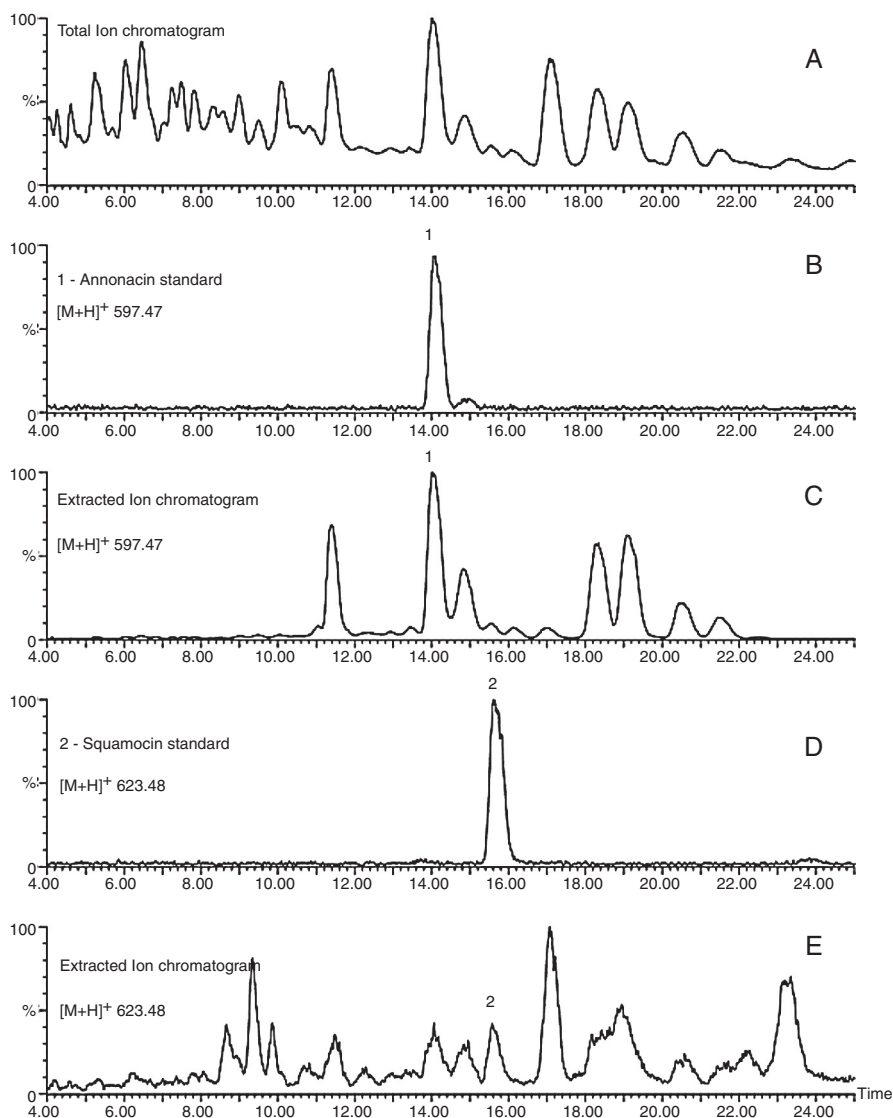 100
Total Ion chromatogram
A
%
0
4.00 6.00 8.00 10.00 12.00 14.00 16.00 18.00 20.00 22.00 24.00
1
100
B
1 - Annonacin standard
[M+H]+ 597.47
%
0
4.00 6.00 8.00 10.00 12.00 14.00 16.00 18.00 20.00 22.00 24.00
1
100
Extracted Ion chromatogram
C
[M+H]+ 597.47
%
0
4.00 6.00 8.00 10.00 12.00 14.00 16.00 18.00 20.00 22.00 24.00
2
100
2 - Squamocin standard
D
[M+H]+ 623.48
%
0
4.00 6.00 8.00 10.00 12.00 14.00 16.00 18.00 20.00 22.00 24.00
100
E
Extracted Ion chromatogram
2
[M+H]+ 623.48
%
0
Time
4.00 6.00 8.00 10.00 12.00 14.00 16.00 18.00 20.00 22.00 24.00